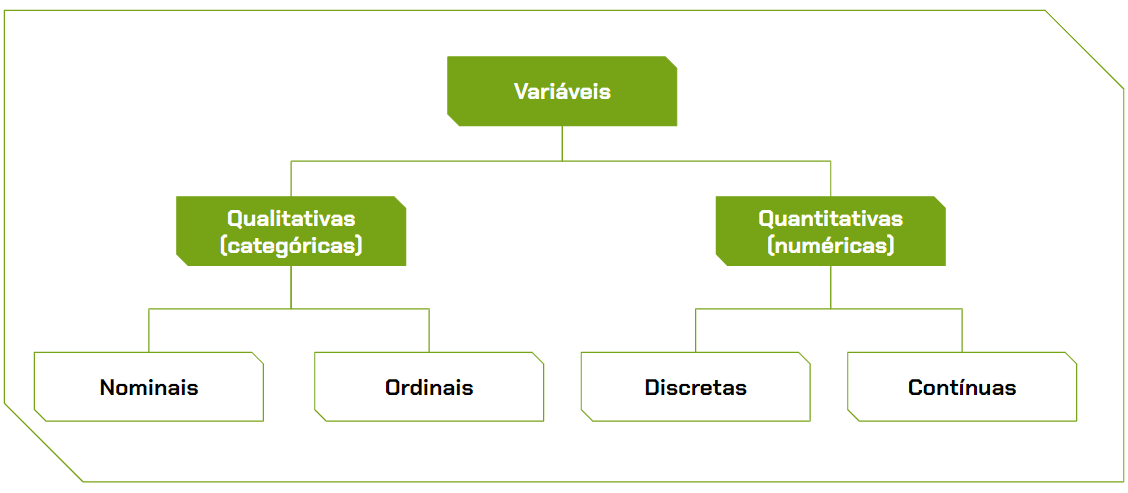 Variáveis
Qualitativas
(categóricas)
Quantitativas
(numéricas)
Nominais
Ordinais
Discretas
Contínuas